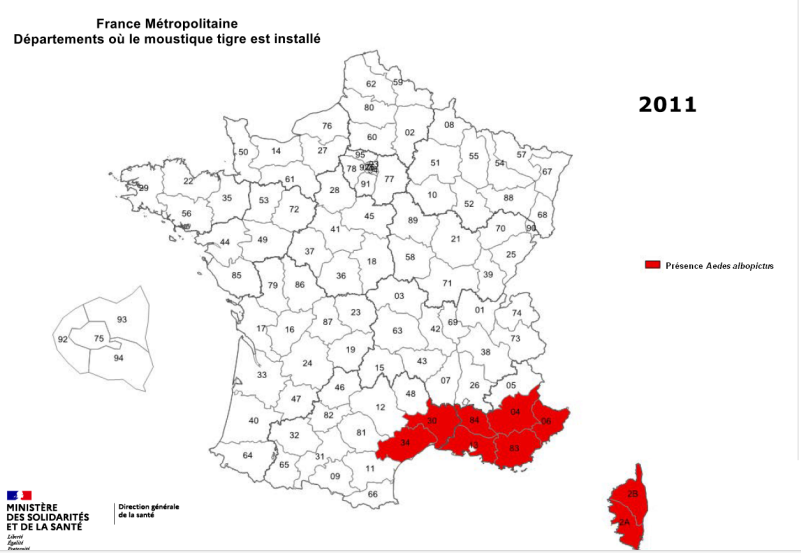 France Métropolitaine
Départements où le moustique tigre est installé
2011
62 59
80
76 60 02 08
50 14 27 95 51 55 54 57 67
78 77
29 22 61 91
35 53 28 10 52 88 68
56 72 45 89 70 90
44 49 41 21 25
37 18 58 39
85 79 86 36 71
Présence Aedes albopictus
03 01 74
93
17 16 87 23 63 42 69 73
92 75
94
19 38
33 24 15 43
46 07 26 05
47 48
40 82 12 30 84 04 06
32 81 34 13 83
64 31
65 09 11
66
2B
2A
MINISTÈRE
DES SOLIDARITÉS
ET DE LA SANTÉ
Liberté
Égalité
Fraternité
Direction générale
de la santé